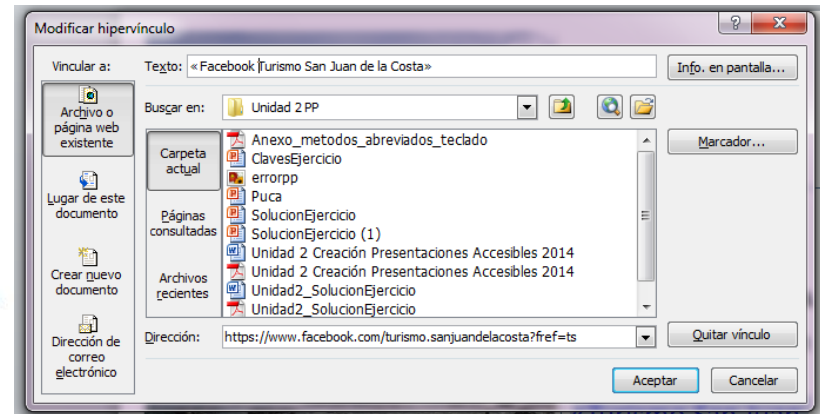 Modificar hipervínculo
Vincular a:
Texto: «Facebook Turismo San Juan de la Costa»
Info. en pantalla...
Archivo o
página web
existente
Buscar en:
Unidad 2 PP
Carpeta
actual
Anexo_metodos_abreviados_teclado
ClavesEjercicio
errorpp
Puca
SolucionEjercicio
SolucionEjercicio (1)
Unidad 2 Creación Presentaciones Accesibles 2014
Unidad 2 Creación Presentaciones Accesibles 2014
Unidad2_SolucionEjercicio
Unidad2_SolucionEjercicio
Marcador...
Lugar de este
documento
Páginas
consultadas
Crear nuevo
documento
Archivos
recientes
Dirección de
correo
electrónico
Dirección:
https://www.facebook.com/turismo.sanjuandelacosta?fref=ts
Quitar vínculo
Aceptar
Cancelar